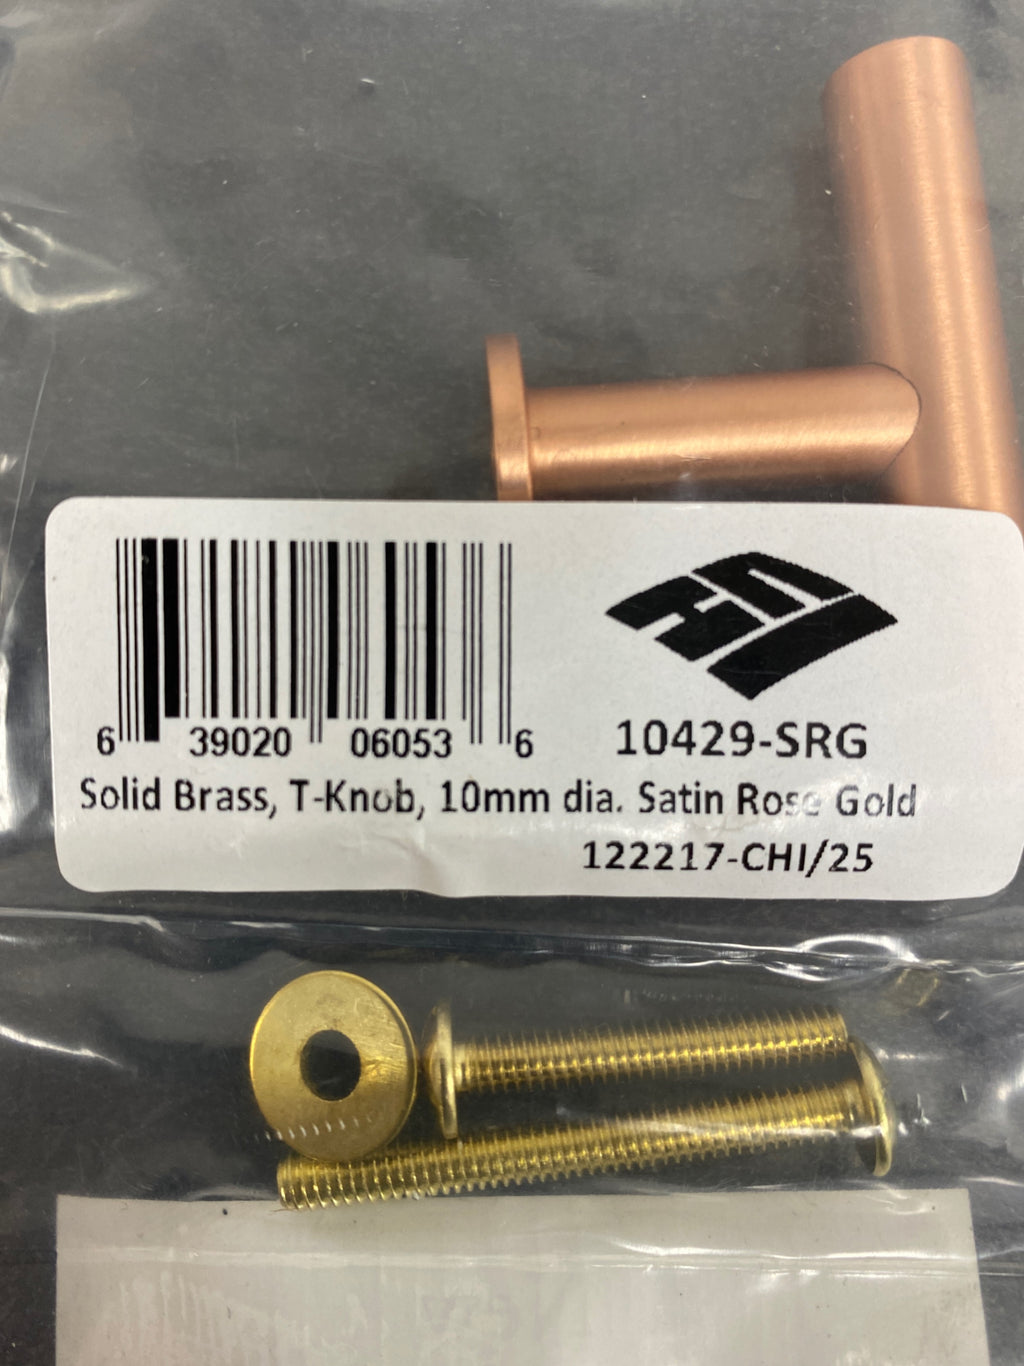 6 39020 06053 6
10429-SRG
Solid Brass, T-Knob, 10mm dia. Satin Rose Gold
122217-CHI/25